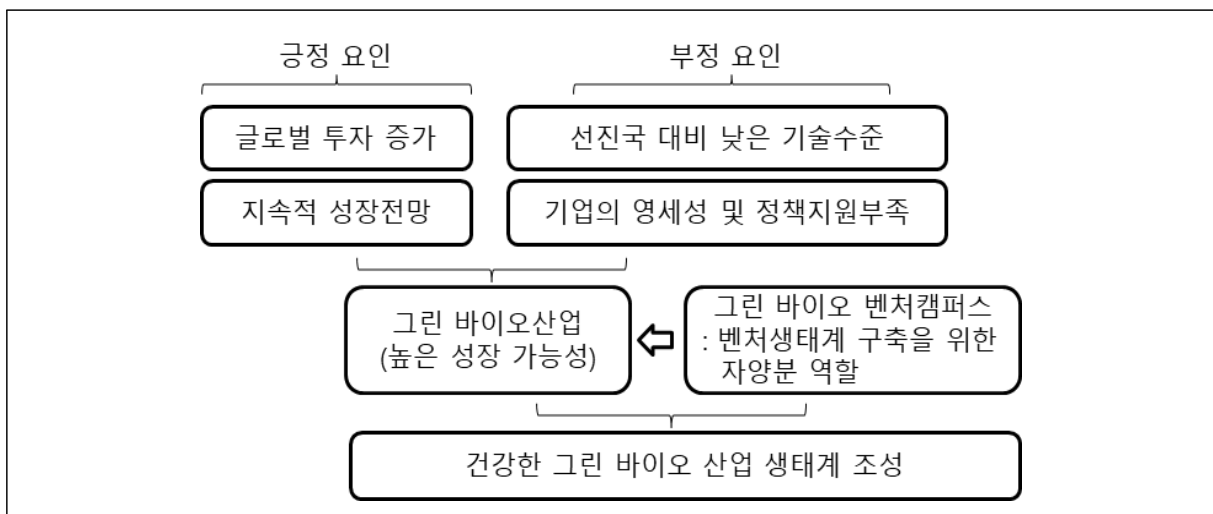 긍정 요인
부정 요인
글로벌 투자 증가
선진국 대비 낮은 기술수준
지속적 성장전망
기업의 영세성 및 정책지원부족
그린 바이오산업
(높은 성장 가능성)
그린 바이오 벤처캠퍼스
: 벤처생태계 구축을 위한
자양분 역할
건강한 그린 바이오 산업 생태계 조성